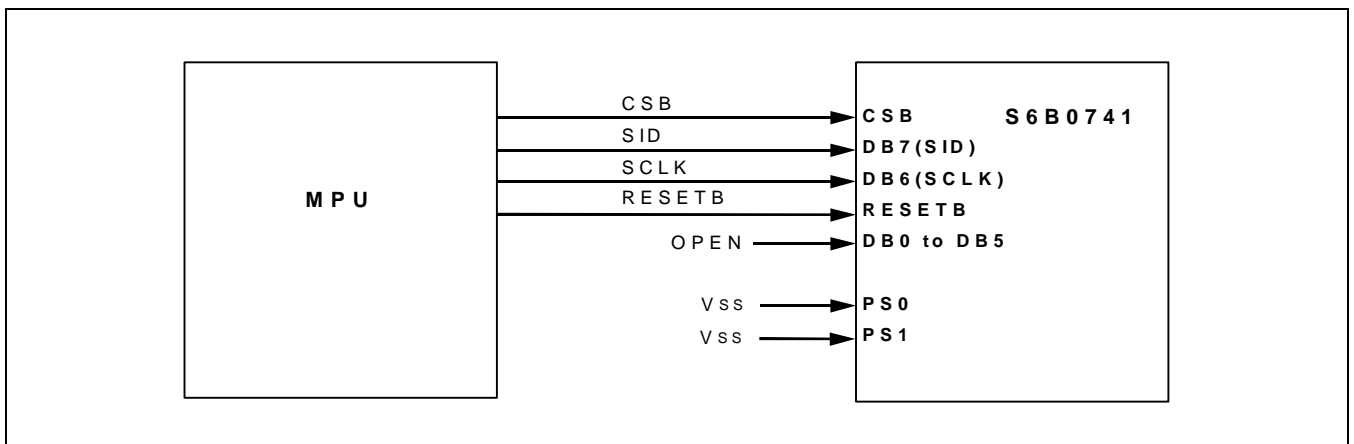 CSB
SID
SCLK
RESETB
OPEN
Vss
Vss
MPU
CSB
S6B0741
DB7(SID)
DB6(SCLK)
RESETB
DB0 to DB5
PS0
PS1